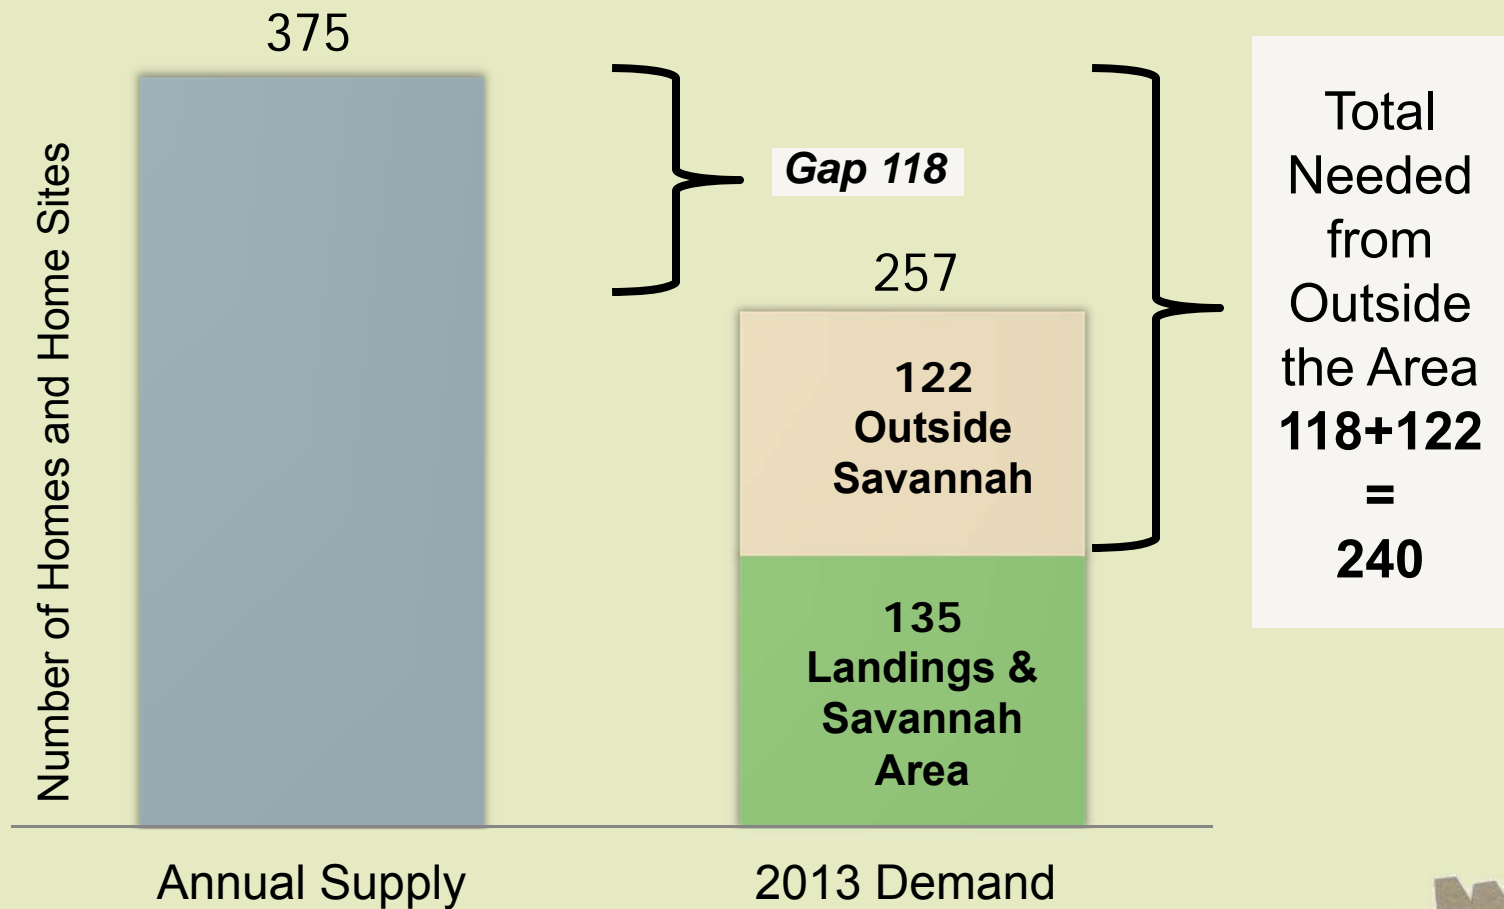 375
Number of Homes and Home Sites
Gap 118
257
122
Outside
Savannah
135
Landings &
Savannah
Area
Total
Needed
from
Outside
the Area
118+122
=
240
Annual Supply
2013 Demand